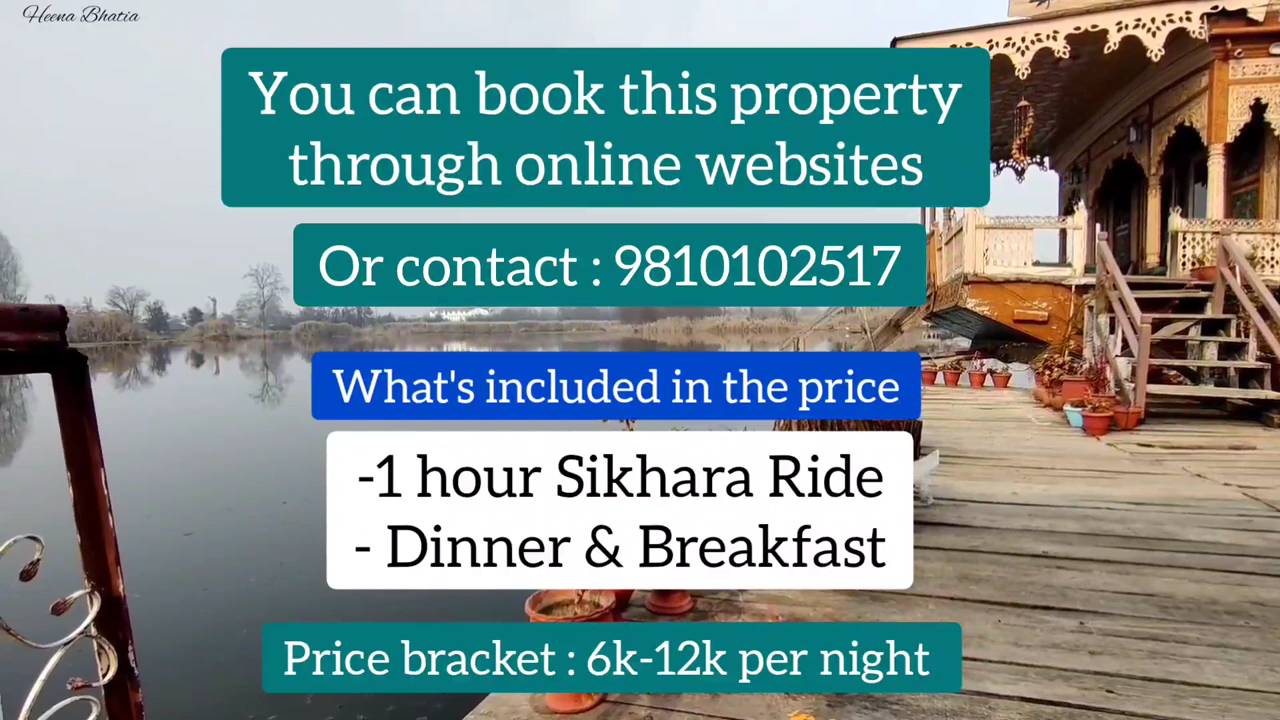 Heena Bhatia
You can book this property
through online websites
Or contact : 9810102517
What's included in the price
-1 hour Sikhara Ride
- Dinner & Breakfast
Price bracket : 6k-12k per night